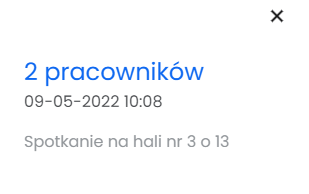 2 pracowników
09-05-2022 10:08
Spotkanie na hali nr 3 o 13